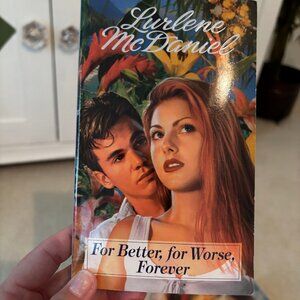 Lurlene
McDaniel
For Better, for Worse,
Forever